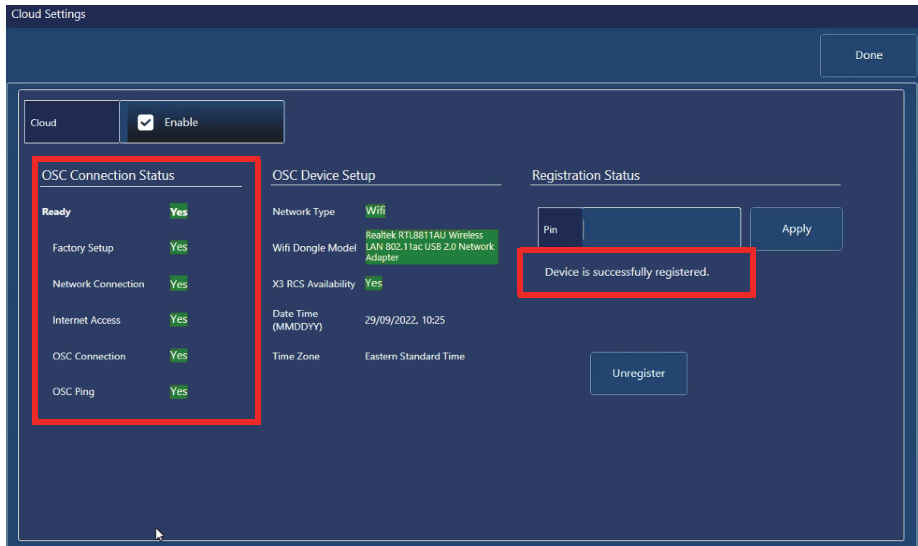 Cloud Settings
Done
Cloud
Enable
OSC Connection Status
Ready Yes
Factory Setup Yes
Network Connection Yes
Internet Access Yes
OSC Connection Yes
OSC Ping Yes
OSC Device Setup
Network Type Wifi
Wifi Dongle Model Realtek RTL8811AU Wireless
LAN 802.11ac USB 2.0 Network
Adapter
X3 RCS Availability Yes
Date Time
(MMDDYY) 29/09/2022, 10:25
Time Zone Eastern Standard Time
Registration Status
Pin
Apply
Device is successfully registered.
Unregister